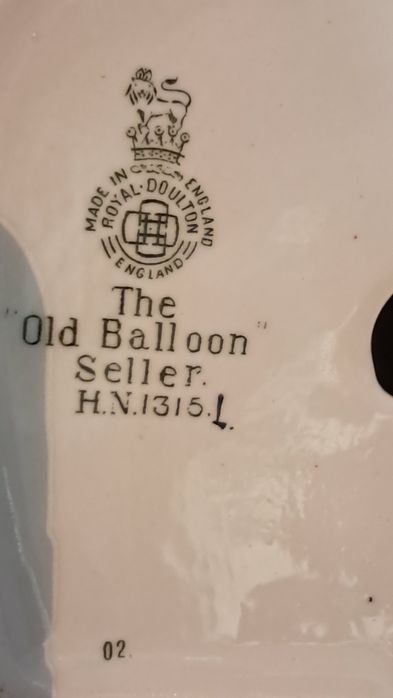 MADE IN ENGLAND
ROYAL·DOULTON
ENGLAND
The
"Old Balloon"
Seller.
H.N.1315.L.
02.